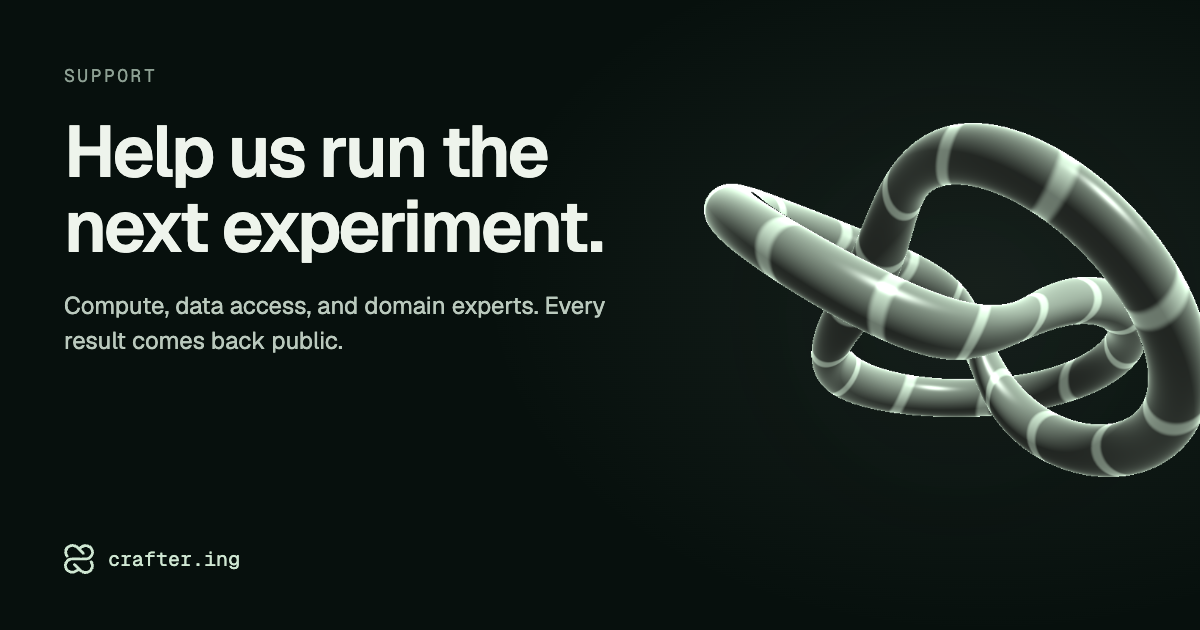 SUPPORT
Help us run the
next experiment.
Compute, data access, and domain experts. Every
result comes back public.
crafter.ing